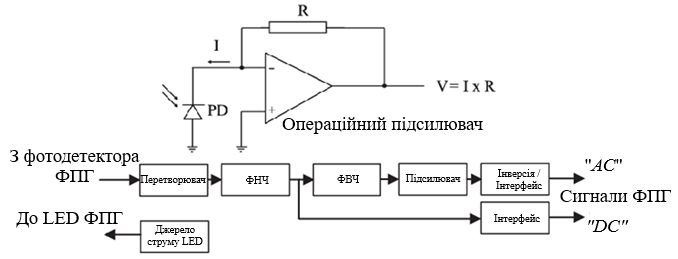 R
I
V= I x R
PD
Операційний підсилювач
З фотодетектора
ФПГ
Перетворювач
ФНЧ
ФВЧ
Підсилювач
Інверсія /
Інтерфейс
"AC"
Сигнали ФПГ
До LED ФПГ
Джерело
струму LED
Інтерфейс
"DC"